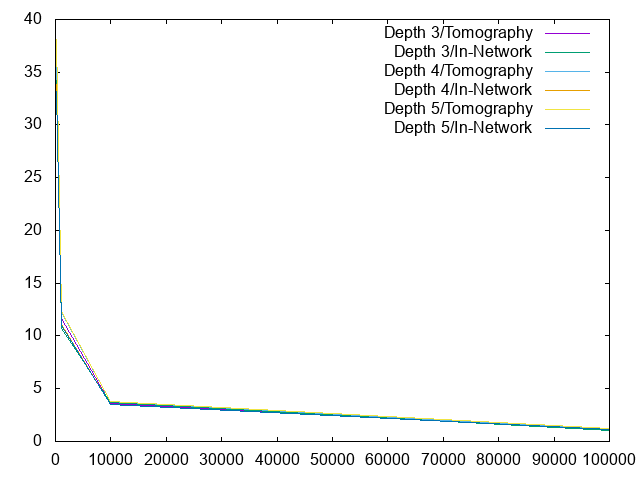 40
35
30
25
20
15
10
5
0
0 10000 20000 30000 40000 50000 60000 70000 80000 90000 100000
Depth 3/Tomography
Depth 3/In-Network
Depth 4/Tomography
Depth 4/In-Network
Depth 5/Tomography
Depth 5/In-Network